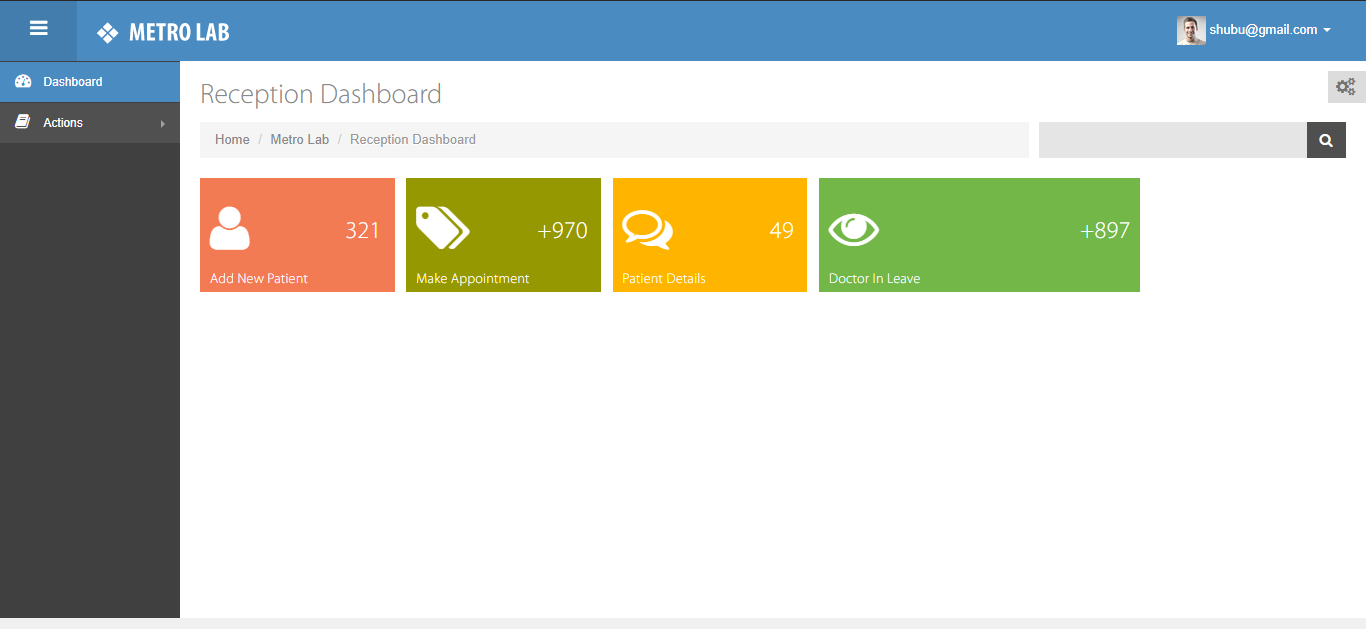 METRO LAB
shubu@gmail.com
Dashboard
Actions
Reception Dashboard
Home / Metro Lab / Reception Dashboard
321
Add New Patient
+970
Make Appointment
49
Patient Details
+897
Doctor In Leave